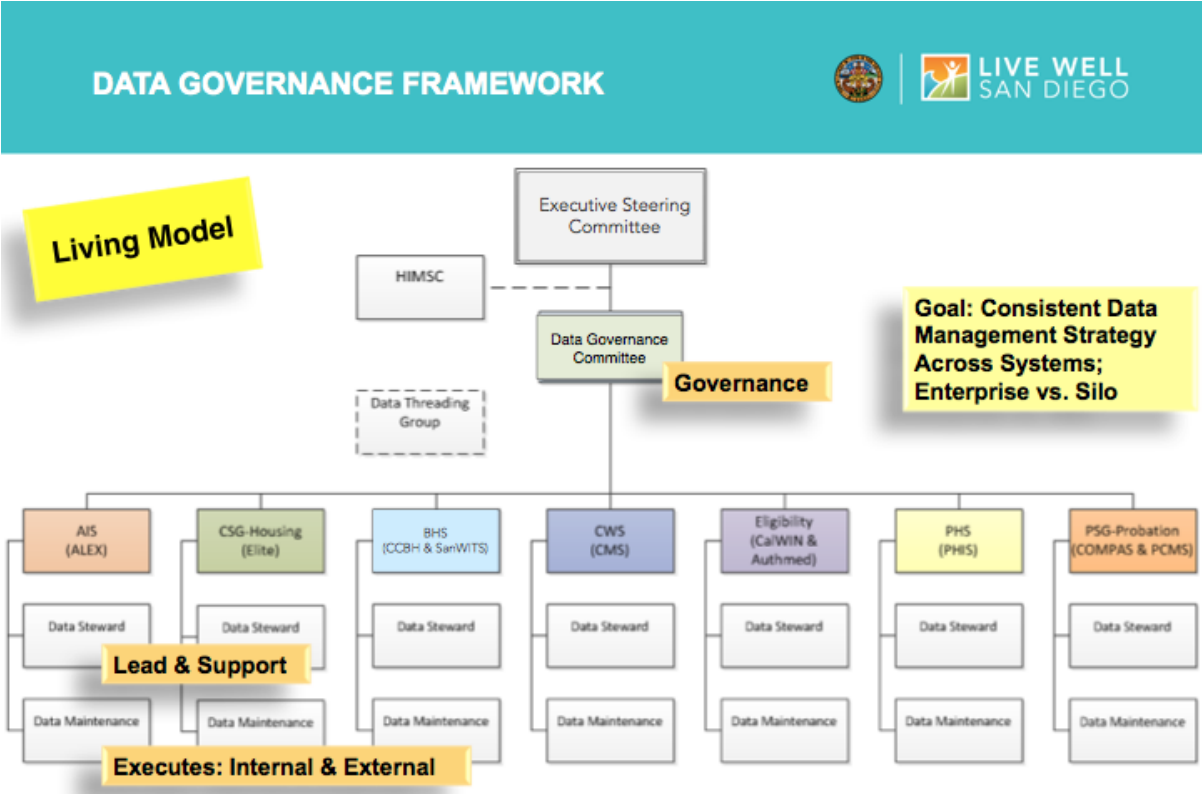 DATA GOVERNANCE FRAMEWORK
LIVE WELL
SAN DIEGO
Living Model
Executive Steering
Committee
HIMSC
Data Governance
Committee
Governance
Goal: Consistent Data
Management Strategy
Across Systems;
Enterprise vs. Silo
Data Threading
Group
AIS
(ALEX)
CSG-Housing
(Elite)
BHS
(CCBH & SanWITS)
CWS
(CMS)
Eligibility
(CalWIN &
Authmed)
PHS
(PHIS)
PSG-Probation
(COMPAS & PCMS)
Data Steward
Data Steward
Data Steward
Data Steward
Data Steward
Data Steward
Data Steward
Lead & Support
Data Maintenance
Data Maintenance
Data Maintenance
Data Maintenance
Data Maintenance
Data Maintenance
Data Maintenance
Executes: Internal & External